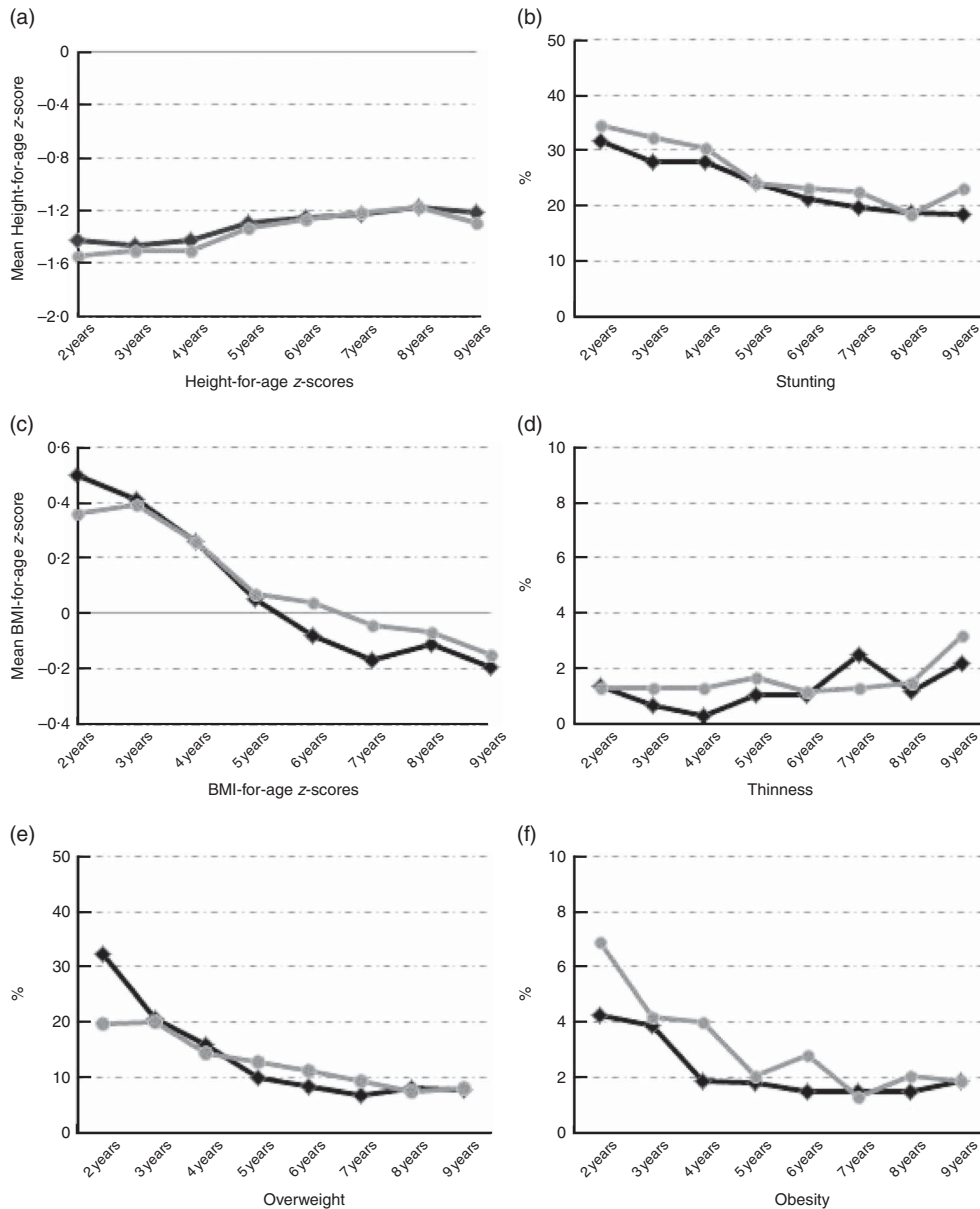 (a)
0
–0·4
–0·8
–1·2
–1·6
–2·0
Mean Height-for-age z-score
2 years
3 years
4 years
5 years
6 years
7 years
8 years
9 years
Height-for-age z-scores
(b)
50
40
30
20
10
0
%
2 years
3 years
4 years
5 years
6 years
7 years
8 years
9 years
Stunting
(c)
0·6
0·4
0·2
0
–0·2
–0·4
Mean BMI-for-age z-score
2 years
3 years
4 years
5 years
6 years
7 years
8 years
9 years
BMI-for-age z-scores
(d)
10
8
6
4
2
0
%
2 years
3 years
4 years
5 years
6 years
7 years
8 years
9 years
Thinness
(e)
50
40
30
20
10
0
%
2 years
3 years
4 years
5 years
6 years
7 years
8 years
9 years
Overweight
(f)
10
8
6
4
2
0
%
2 years
3 years
4 years
5 years
6 years
7 years
8 years
9 years
Obesity